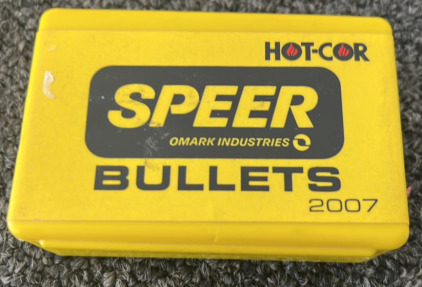 HOT-COR
SPEER
OMARK INDUSTRIES
BULLETS
2007